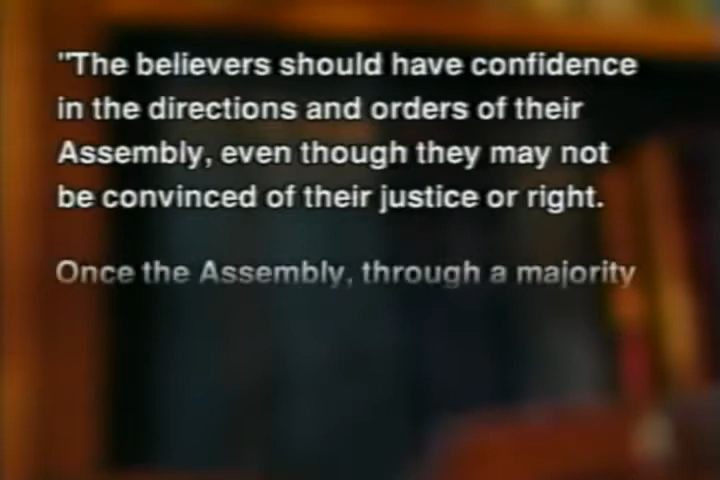 "The believers should have confidence
in the directions and orders of their
Assembly, even though they may not
be convinced of their justice or right.
Once the Assembly, through a majority